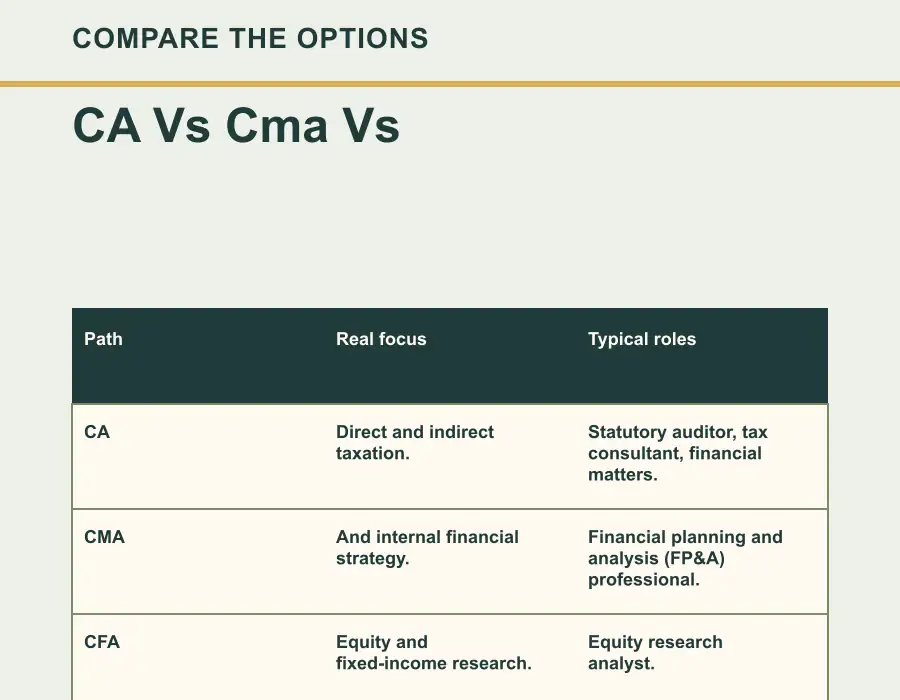 COMPARE THE OPTIONS
CA Vs Cma Vs
Path Real focus Typical roles
CA Direct and indirect taxation. Statutory auditor, tax consultant, financial matters.
CMA And internal financial strategy. Financial planning and analysis (FP&A) professional.
CFA Equity and fixed-income research. Equity research analyst.